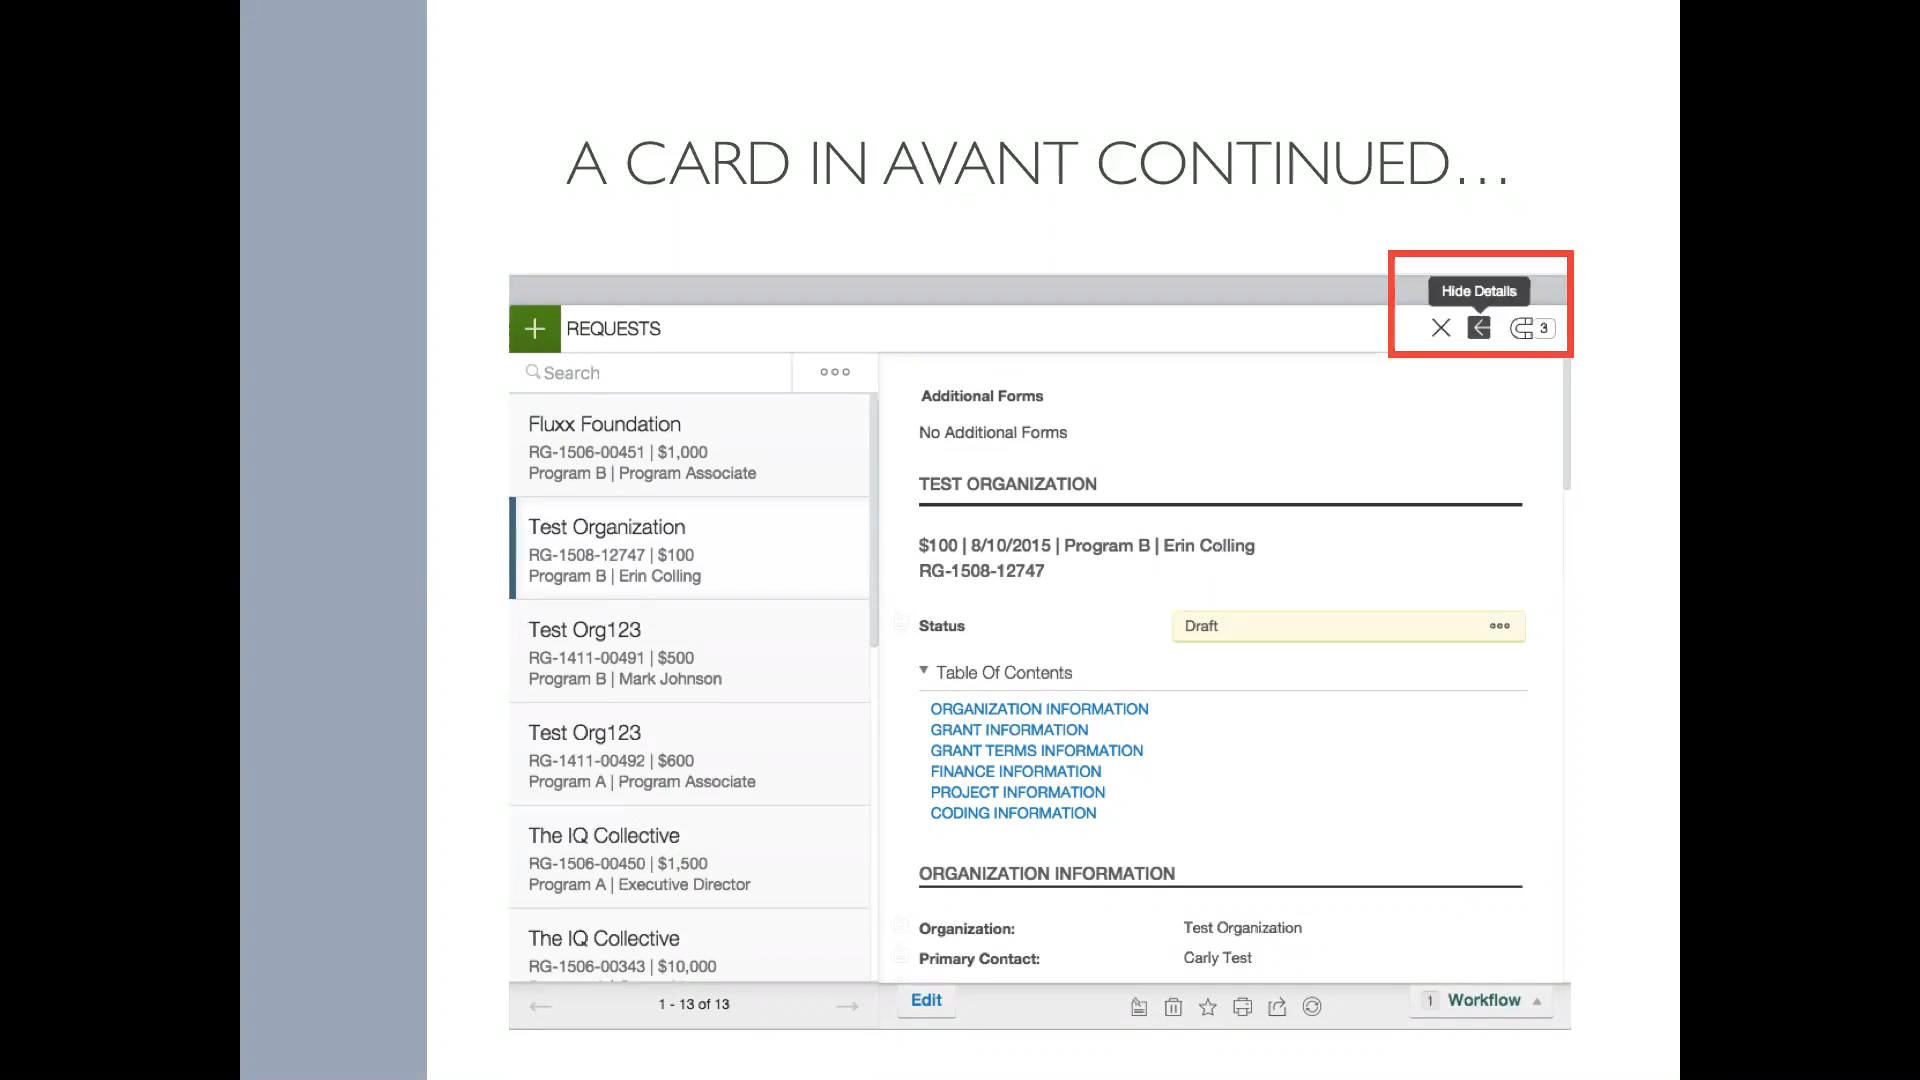 A CARD IN AVANT CONTINUED...
Hide Details
REQUESTS
3
Search
Fluxx Foundation
RG-1506-00451 | $1,000
Program B | Program Associate
Test Organization
RG-1508-12747 | $100
Program B | Erin Colling
Test Org123
RG-1411-00491 | $500
Program B | Mark Johnson
Test Org123
RG-1411-00492 | $600
Program A | Program Associate
The IQ Collective
RG-1506-00450 | $1,500
Program A | Executive Director
The IQ Collective
RG-1506-00343 | $10,000
1 - 13 of 13
Additional Forms
No Additional Forms
TEST ORGANIZATION
$100 | 8/10/2015 | Program B | Erin Colling
RG-1508-12747
Status Draft
Table Of Contents
ORGANIZATION INFORMATION
GRANT INFORMATION
GRANT TERMS INFORMATION
FINANCE INFORMATION
PROJECT INFORMATION
CODING INFORMATION
ORGANIZATION INFORMATION
Organization: Test Organization
Primary Contact: Carly Test
Edit
1 Workflow